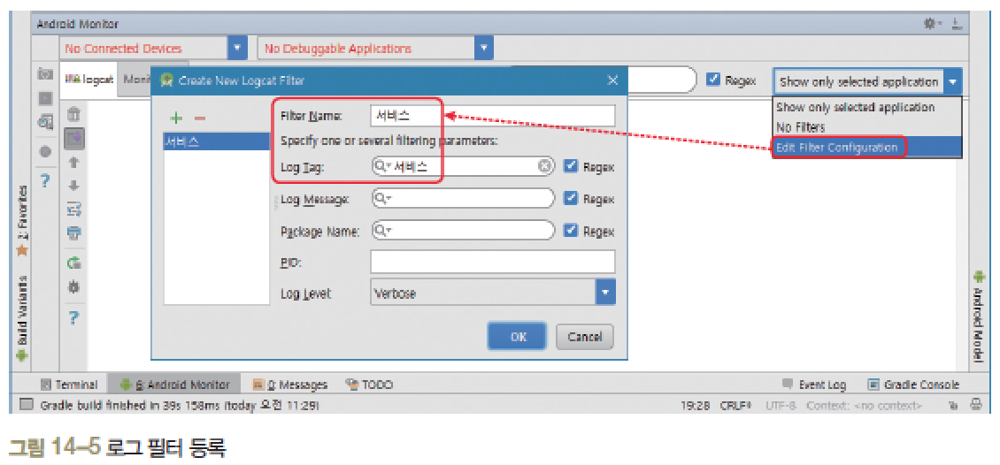 Android Monitor
No Connected Devices
No Debuggable Applications
logcat
Moni
Create New Logcat Filter
Regex
Show only selected application
Show only selected application
No Filters
Edit Filter Configuration
서비스
Filter Name: 서비스
Specify one or several filtering parameters:
Log Tag: 서비스 Regex
Log Message: Regex
Package Name: Regex
PID:
Log Level: Verbose
OK Cancel
2: Favorites
Build Variants
Android Model
Terminal 6: Android Monitor 0: Messages TODO Event Log Gradle Console
Gradle build finished in 39s 158ms (today 오전 11:29) 19:28 CRLF÷ UTF-8 Context: <no context>
그림 14-5 로그 필터 등록